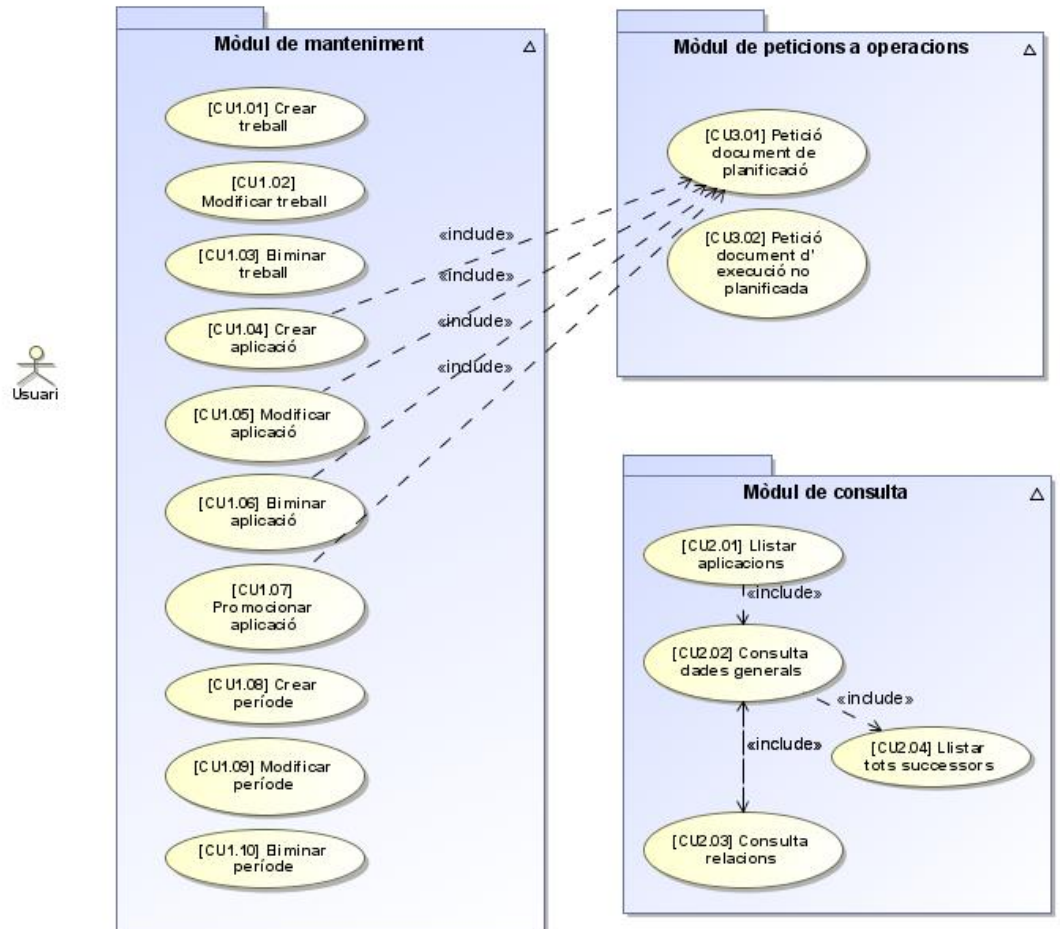 Mòdul de manteniment
[CU1.01] Crear
treball
[CU1.02]
Modificar treball
[CU1.03] Eliminar
treball
[CU1.04] Crear
aplicació
[CU1.05] Modificar
aplicació
[CU1.06] Eliminar
aplicació
[CU1.07]
Promocionar
aplicació
[CU1.08] Crear
període
[CU1.09] Modificar
període
[CU1.10] Eliminar
període
Usuari
«include»
«include»
«include»
«include»
Mòdul de peticions a operacions
[CU3.01] Petició
document de
planificació
[CU3.02] Petició
document d'
execució no
planificada
Mòdul de consulta
[CU2.01] Llistar
aplicacions
«include»
[CU2.02] Consulta
dades generals
«include»
«include»
[CU2.04] Llistar
tots successors
[CU2.03] Consulta
relacions